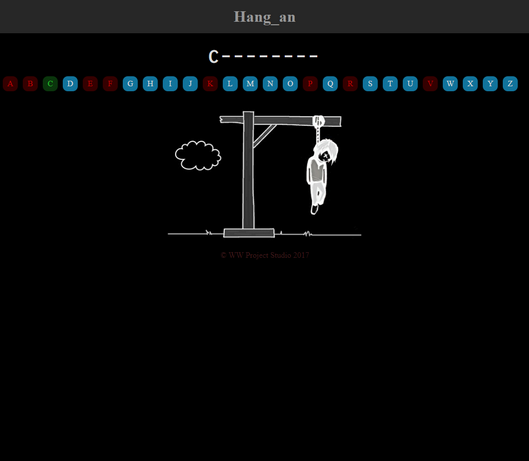 Hang_an
C--------
A B C D E F G H I J K L M N O P Q R S T U V W X Y Z
© WW Project Studio 2017